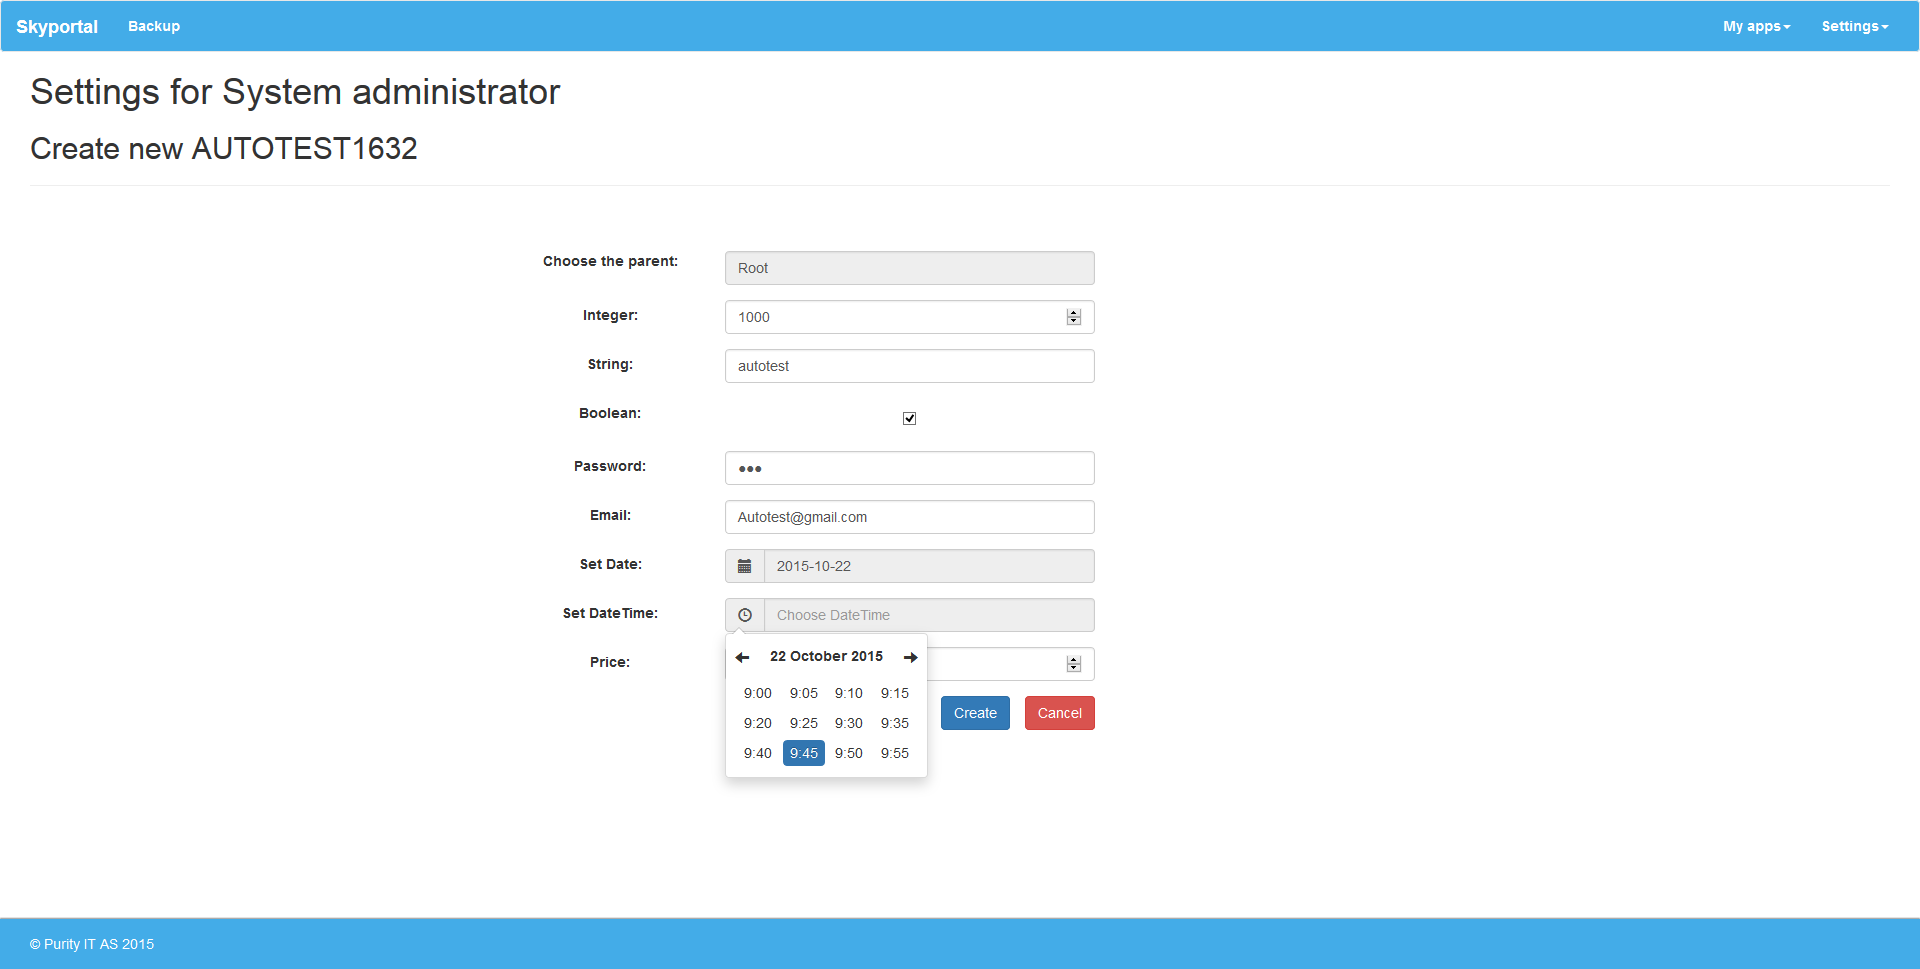 Skyportal Backup My apps Settings
Settings for System administrator
Create new AUTOTEST1632
Choose the parent: Root
Integer: 1000
String: autotest
Boolean:
Password: •••
Email: Autotest@gmail.com
Set Date: 2015-10-22
Set DateTime: Choose DateTime
22 October 2015
Price:
9:00 9:05 9:10 9:15
Create Cancel
9:20 9:25 9:30 9:35
9:40 9:45 9:50 9:55
© Purity IT AS 2015